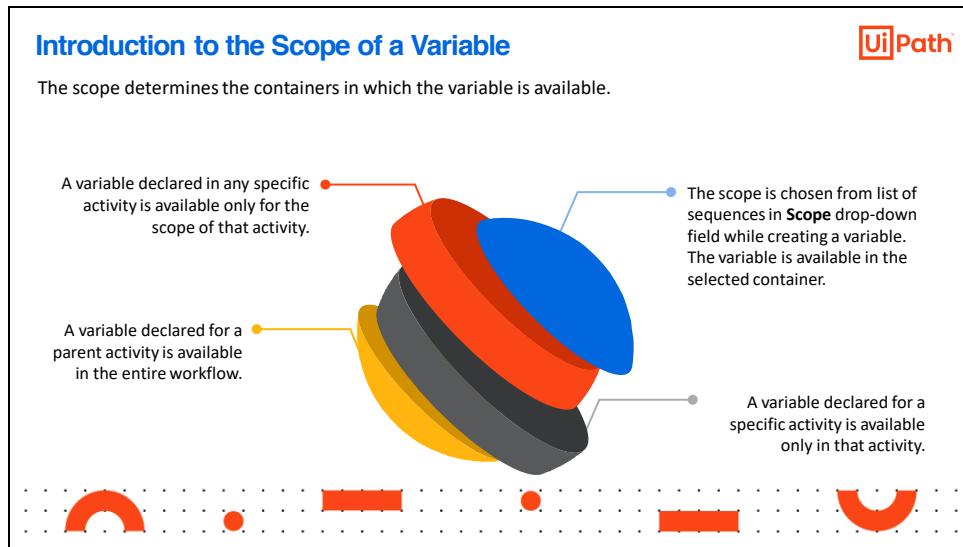 Introduction to the Scope of a Variable
UiPath
The scope determines the containers in which the variable is available.
A variable declared in any specific
activity is available only for the
scope of that activity.
The scope is chosen from list of
sequences in Scope drop-down
field while creating a variable.
The variable is available in the
selected container.
A variable declared for a
parent activity is available
in the entire workflow.
A variable declared for a
specific activity is available
only in that activity.